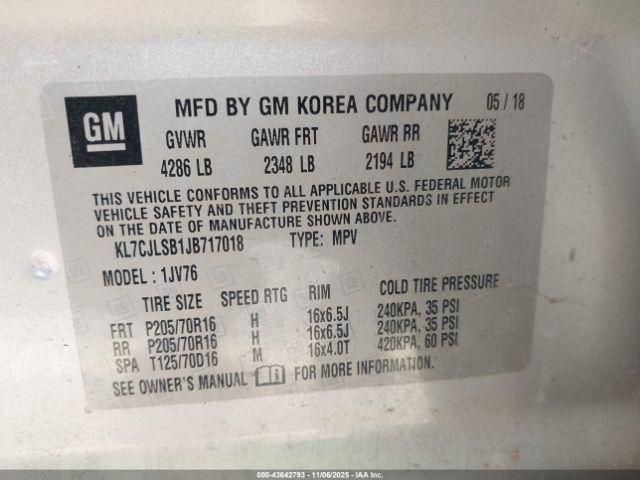 GM
MFD BY GM KOREA COMPANY 05 / 18
GVWR GAWR FRT GAWR RR
4286 LB 2348 LB 2194 LB
THIS VEHICLE CONFORMS TO ALL APPLICABLE U.S. FEDERAL MOTOR
VEHICLE SAFETY AND THEFT PREVENTION STANDARDS IN EFFECT
ON THE DATE OF MANUFACTURE SHOWN ABOVE.
KL7CJLSB1JB717018 TYPE: MPV
MODEL : 1JV76
TIRE SIZE SPEED RTG RIM COLD TIRE PRESSURE
FRT P205/70R16 H 16x6.5J 240KPA, 35 PSI
RR P205/70R16 H 16x6.5J 240KPA, 35 PSI
SPA T125/70D16 M 16x4.0T 420KPA, 60 PSI
SEE OWNER'S MANUAL FOR MORE INFORMATION.
000-43642793 - 11/06/2025 - IAA Inc.